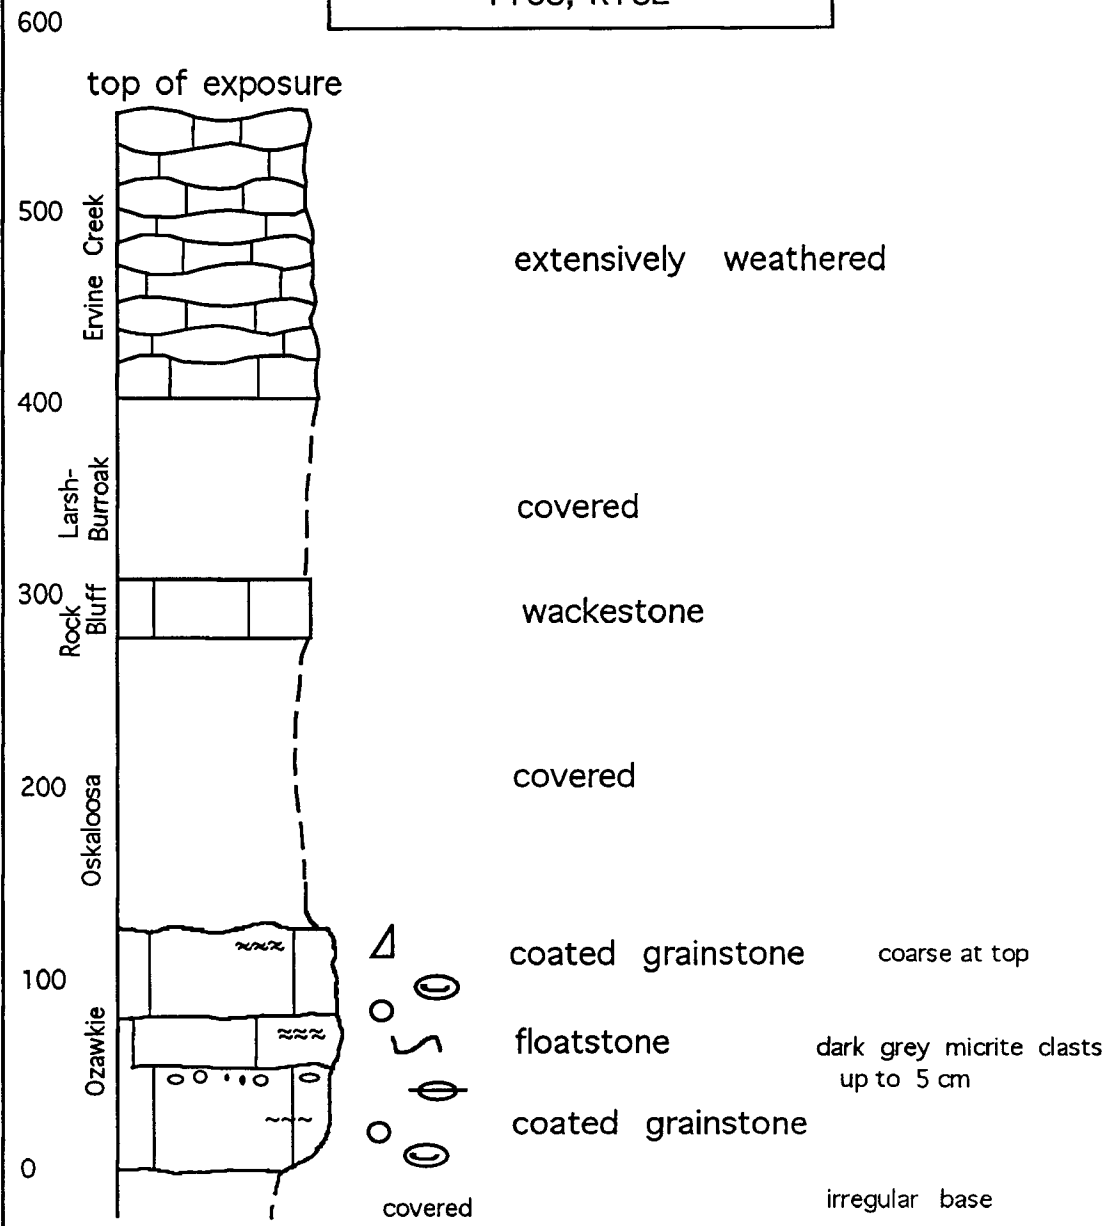 600
top of exposure
500
Ervine Creek
extensively weathered
400
Larsh-
Burroak
covered
300
Rock
Bluff
wackestone
200
Oskaloosa
covered
100
coated grainstone coarse at top
Ozawkie
floatstone
dark grey micrite clasts
up to 5 cm
coated grainstone
0
covered
irregular base